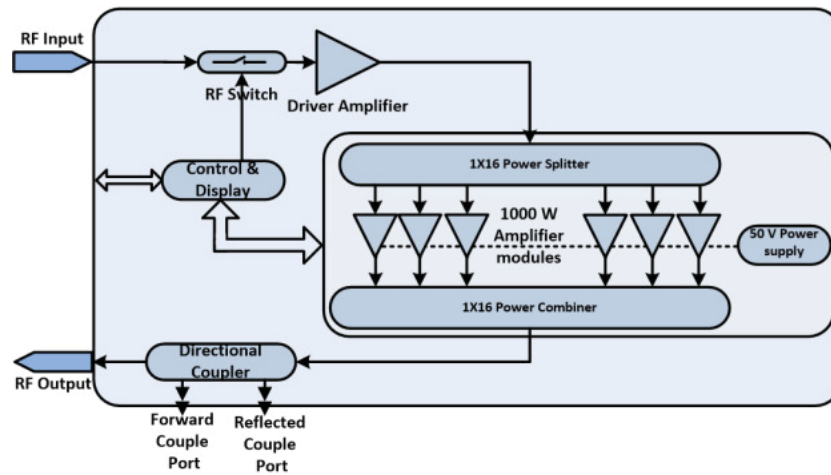 RF Input
RF Switch
Driver Amplifier
Control &
Display
1X16 Power Splitter
1000 W
Amplifier
modules
50 V Power
supply
1X16 Power Combiner
Directional
Coupler
RF Output
Forward
Couple
Port
Reflected
Couple
Port